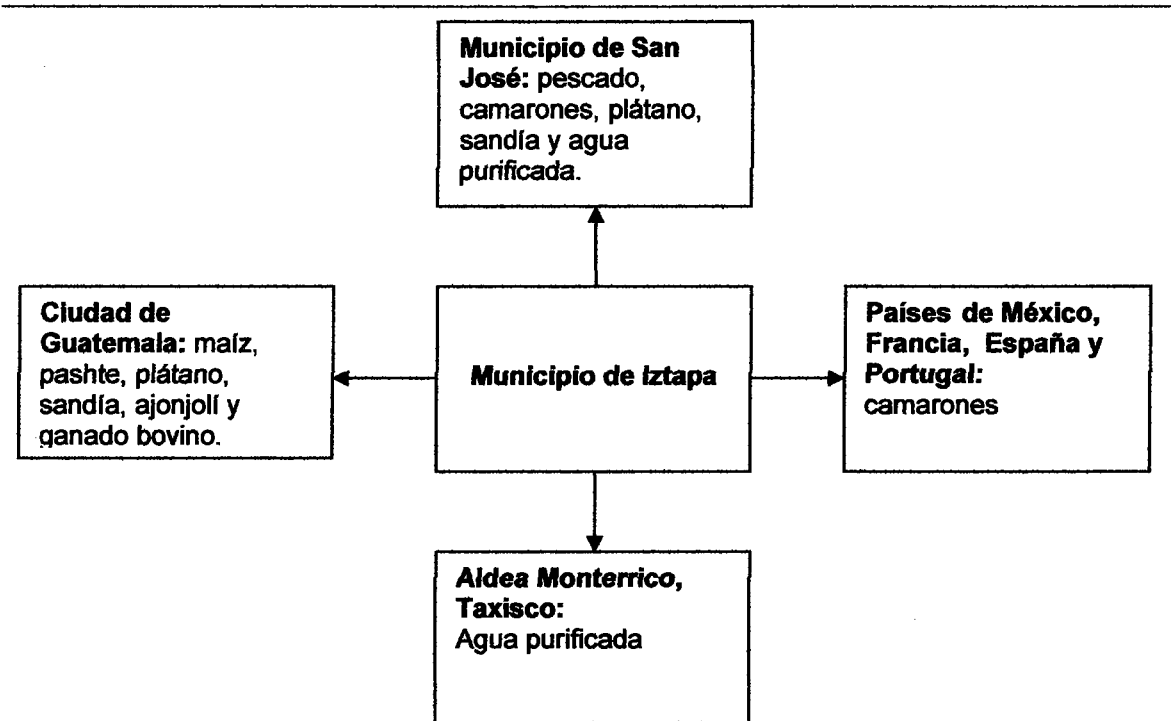 Municipio de San
José: pescado,
camarones, plátano,
sandía y agua
purificada.
Ciudad de
Guatemala: maíz,
pashte, plátano,
sandía, ajonjolí y
ganado bovino.
Municipio de Iztapa
Países de México,
Francia, España y
Portugal:
camarones
Aldea Monterrico,
Taxisco:
Agua purificada